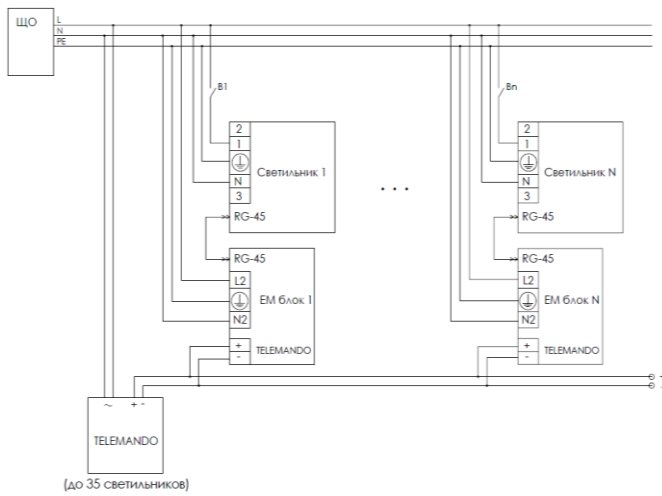 ЩО
L
N
PE
B1
Bn
2
1
N
3
Светильник 1
RG-45
2
1
N
3
Светильник N
RG-45
. . .
RG-45
L2
N2
ЕМ блок 1
+
-
TELEMANDO
RG-45
L2
N2
ЕМ блок N
+
-
TELEMANDO
+
-
~ + -
TELEMANDO
(до 35 светильников)